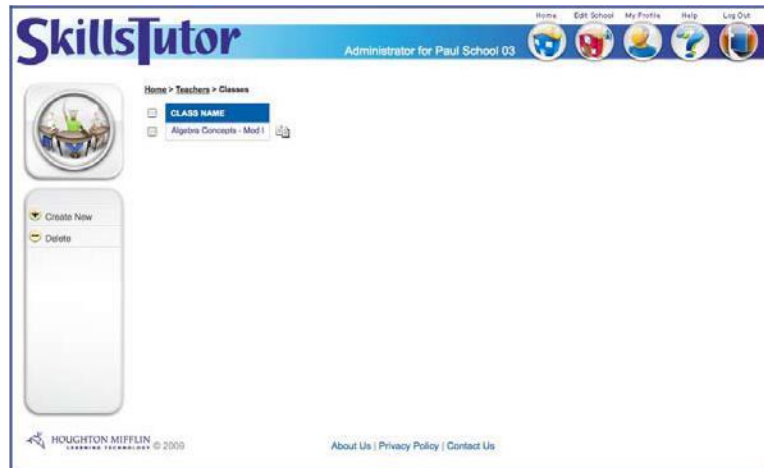 Home Edit School My Profile Help Log Out
SkillsTutor
Administrator for Paul School 03
Home > Teachers > Classes
CLASS NAME
Algebra Concepts - Mod I
Create New
Delete
HOUGHTON MIFFLIN
LEARNING TECHNOLOGY © 2009
About Us | Privacy Policy | Contact Us